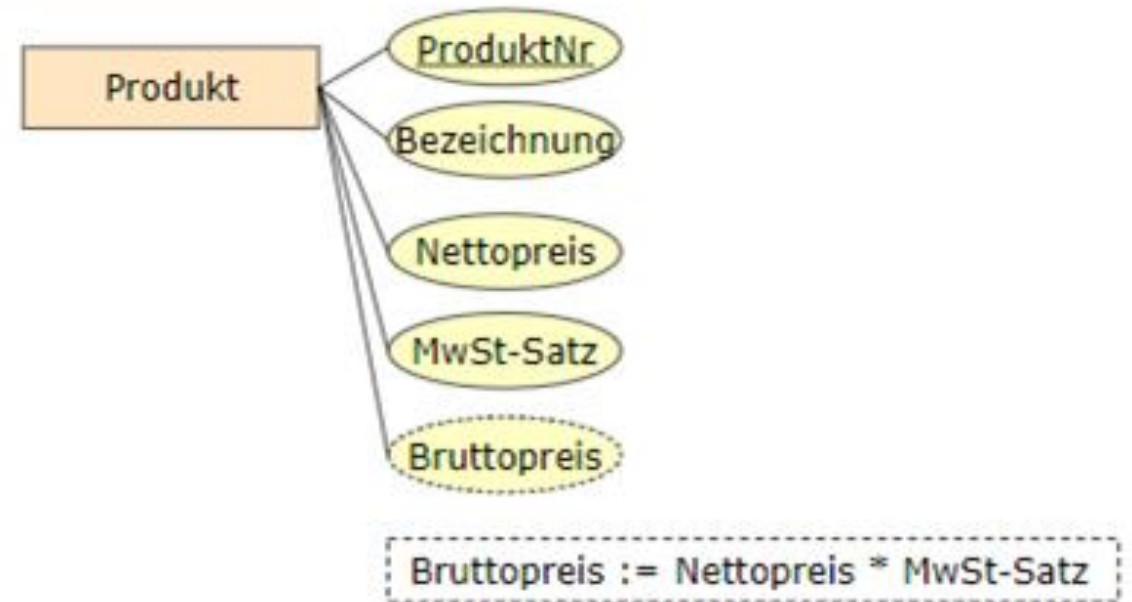 Produkt
ProduktNr
Bezeichnung
Nettopreis
MwSt-Satz
Bruttopreis
Bruttopreis := Nettopreis * MwSt-Satz